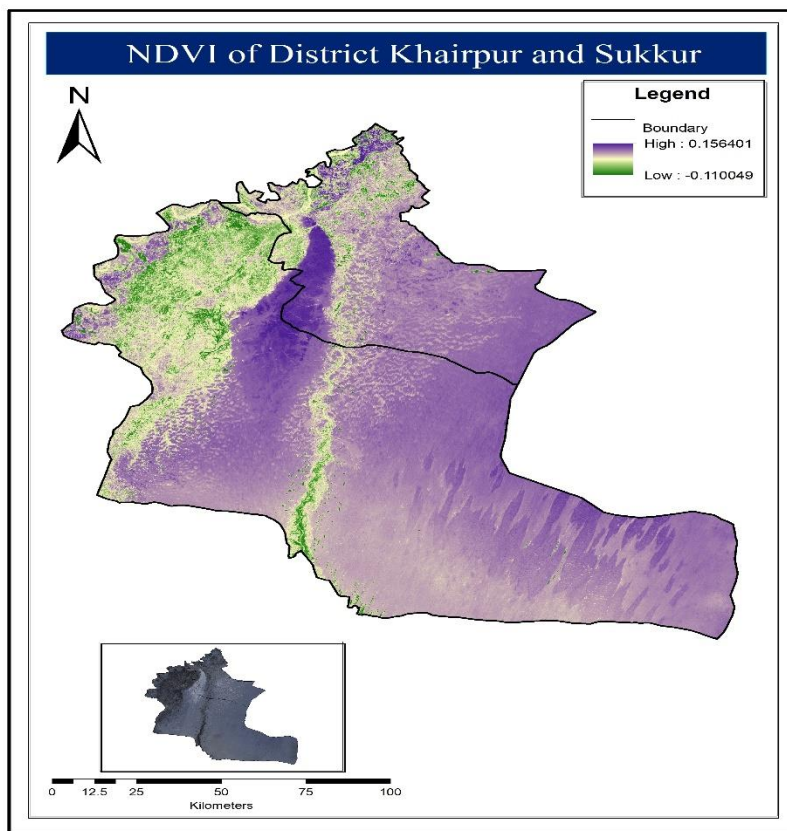 NDVI of District Khairpur and Sukkur
N
Legend
Boundary
High : 0.156401
Low : -0.110049
0 12.5 25 50 75 100
Kilometers